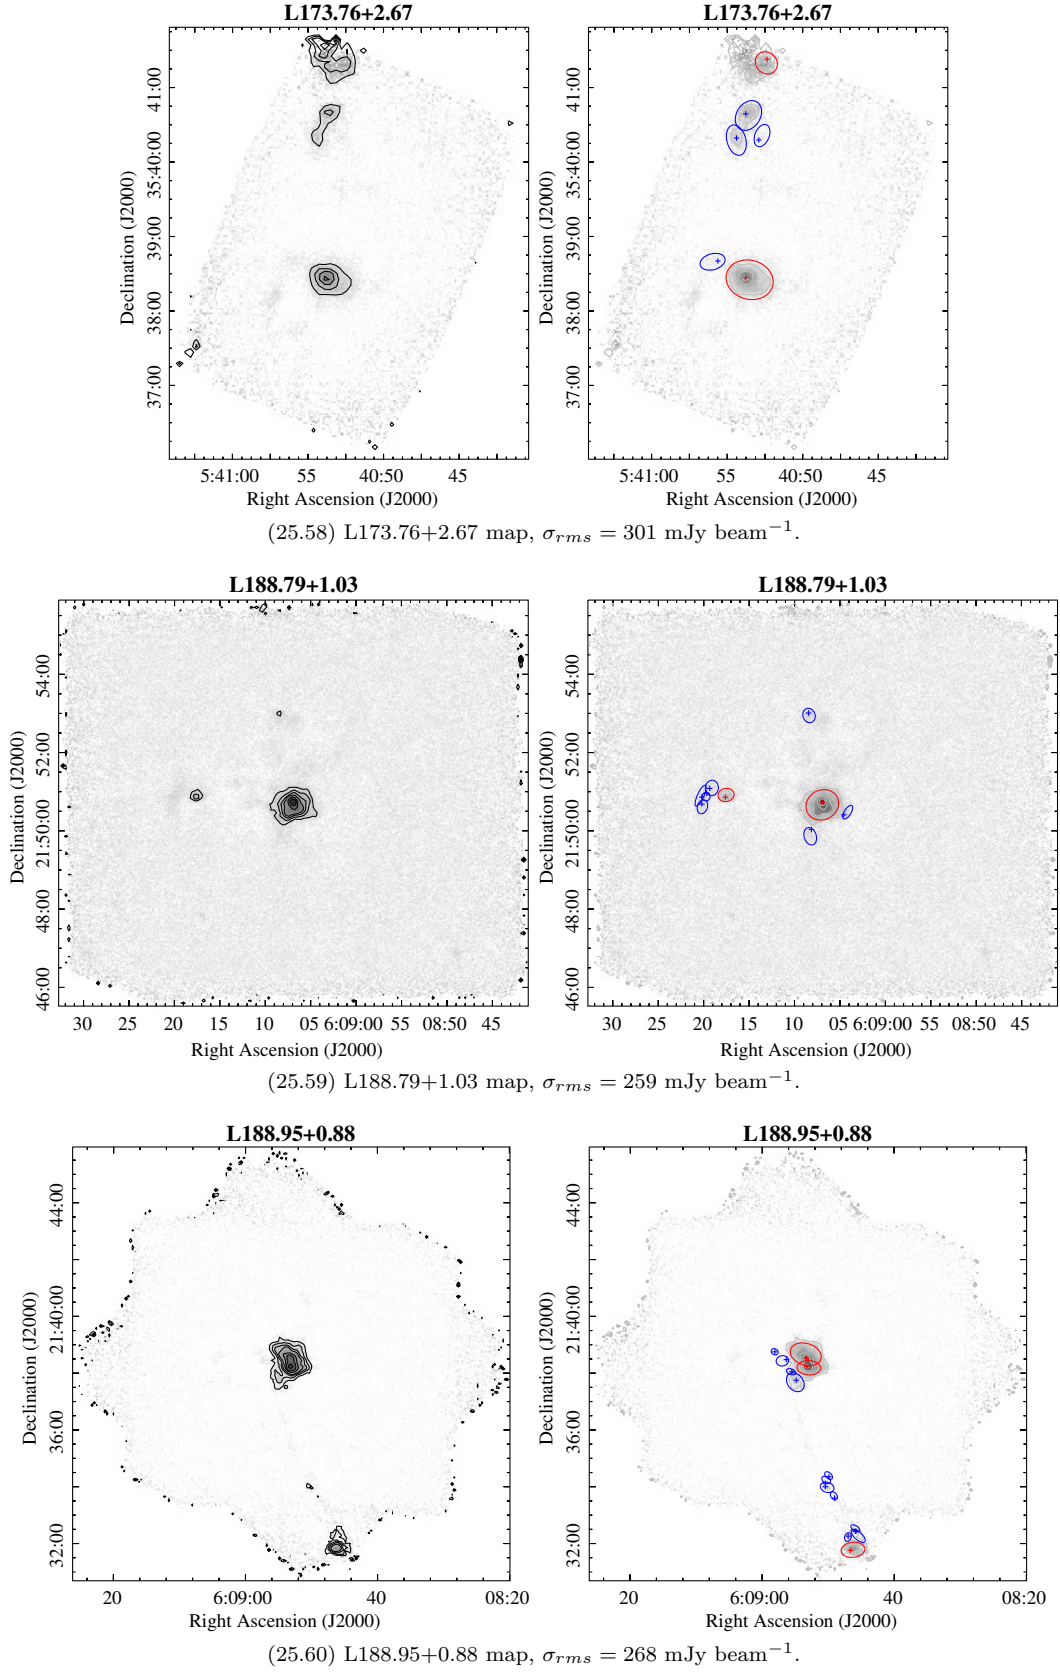 L173.76+2.67 L173.76+2.67
41:00 41:00
35:40:00 35:40:00
39:00 39:00
38:00 38:00
37:00 37:00
Declination (J2000) Declination (J2000)
5:41:00 55 40:50 45 5:41:00 55 40:50 45
Right Ascension (J2000) Right Ascension (J2000)
(25.58) L173.76+2.67 map, σrms = 301 mJy beam−1.
L188.79+1.03 L188.79+1.03
54:00 54:00
52:00 52:00
21:50:00 21:50:00
48:00 48:00
46:00 46:00
Declination (J2000) Declination (J2000)
30 25 20 15 10 05 6:09:00 55 08:50 45 30 25 20 15 10 05 6:09:00 55 08:50 45
Right Ascension (J2000) Right Ascension (J2000)
(25.59) L188.79+1.03 map, σrms = 259 mJy beam−1.
L188.95+0.88 L188.95+0.88
44:00 44:00
21:40:00 21:40:00
36:00 36:00
32:00 32:00
Declination (J2000) Declination (J2000)
20 6:09:00 40 08:20 20 6:09:00 40 08:20
Right Ascension (J2000) Right Ascension (J2000)
(25.60) L188.95+0.88 map, σrms = 268 mJy beam−1.